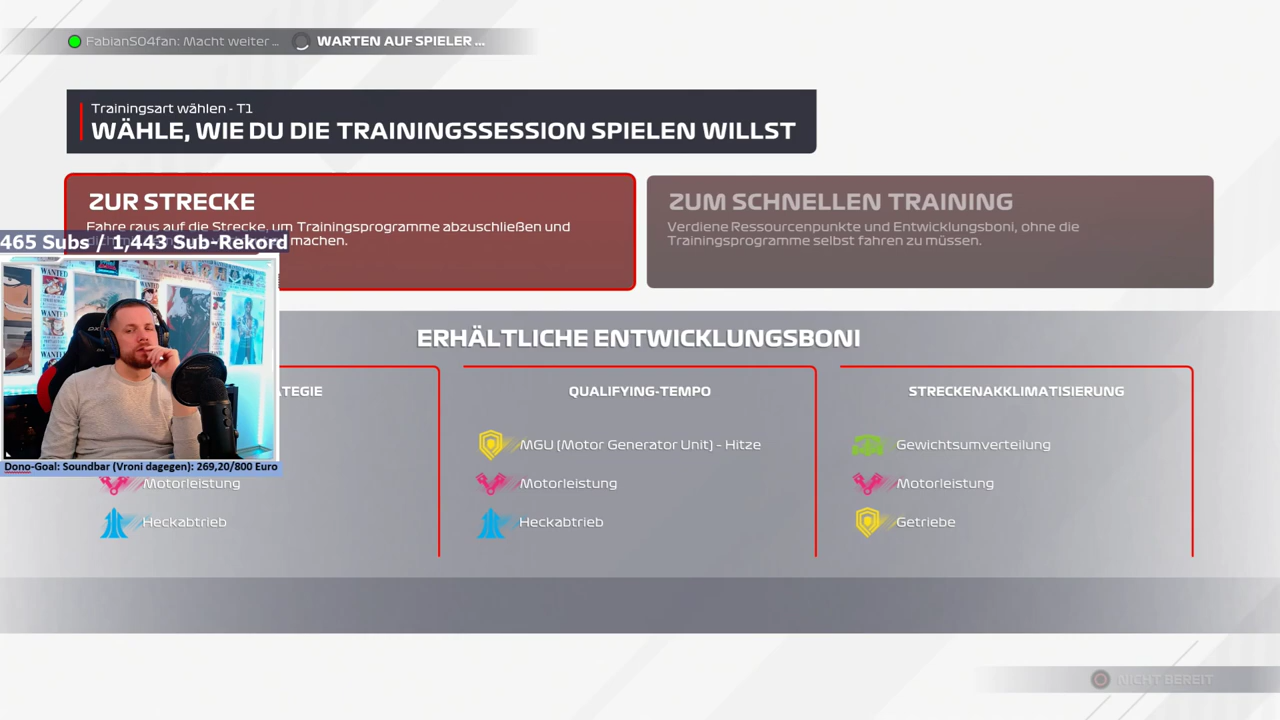 FabianS04fan: Macht weiter ...
WARTEN AUF SPIELER ...
Trainingsart wählen - T1
WÄHLE, WIE DU DIE TRAININGSSESSION SPIELEN WILLST
ZUR STRECKE
Fahre raus auf die Strecke, um Trainingsprogramme abzuschließen und
machen.
ZUM SCHNELLEN TRAINING
Verdiene Ressourcenpunkte und Entwicklungsboni, ohne die
Trainingsprogramme selbst fahren zu müssen.
465 Subs / 1,443 Sub-Rekord
WANTED
WANTED
WANTED
WANTED
ERHÄLTLICHE ENTWICKLUNGSBONI
ATEGIE
Motorleistung
Heckabtrieb
QUALIFYING-TEMPO
MGU (Motor Generator Unit) - Hitze
Motorleistung
Heckabtrieb
STRECKENAKKLIMATISIERUNG
Gewichtsumverteilung
Motorleistung
Getriebe
Dono-Goal: Soundbar (Vroni dagegen): 269,20/800 Euro
NICHT BEREIT